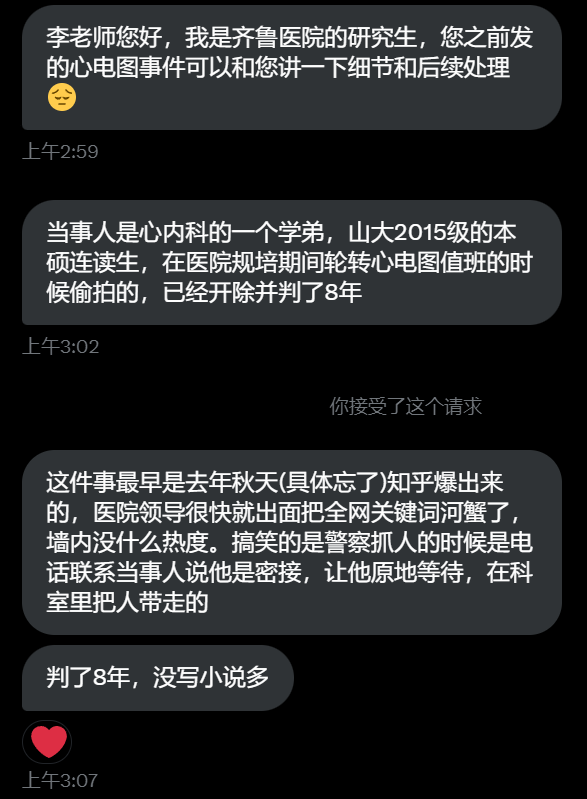 李老师您好，我是齐鲁医院的研究生，您之前发
的心电图事件可以和您讲一下细节和后续处理
😔
上午2:59
当事人是心内科的一个学弟，山大2015级的本
硕连读生，在医院规培期间轮转心电图值班的时
候偷拍的，已经开除并判了8年
上午3:02
你接受了这个请求
这件事最早是去年秋天(具体忘了)知乎爆出来
的，医院领导很快就出面把全网关键词河蟹了，
墙内没什么热度。搞笑的是警察抓人的时候是电
话联系当事人说他是密接，让他原地等待，在科
室里把人带走的
判了8年，没写小说多
❤️
上午3:07